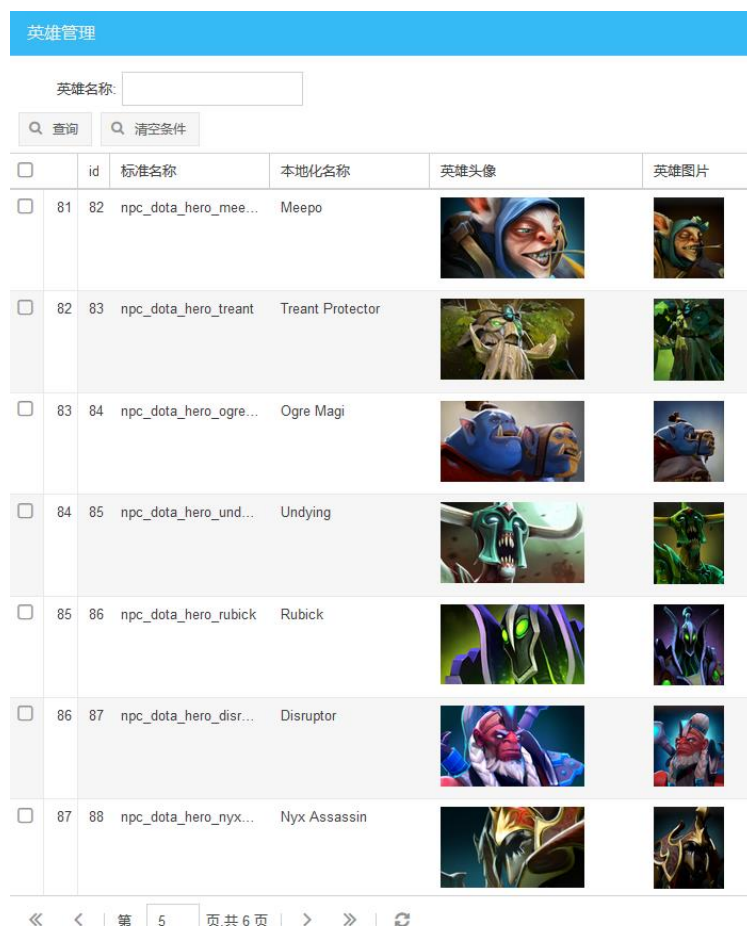 英雄管理
英雄名称:
查询 清空条件
id 标准名称 本地化名称 英雄头像 英雄图片
81 82 npc_dota_hero_mee... Meepo
82 83 npc_dota_hero_treant Treant Protector
83 84 npc_dota_hero_ogre... Ogre Magi
84 85 npc_dota_hero_und... Undying
85 86 npc_dota_hero_rubick Rubick
86 87 npc_dota_hero_disr... Disruptor
87 88 npc_dota_hero_nyx... Nyx Assassin
第 5 页,共 6 页